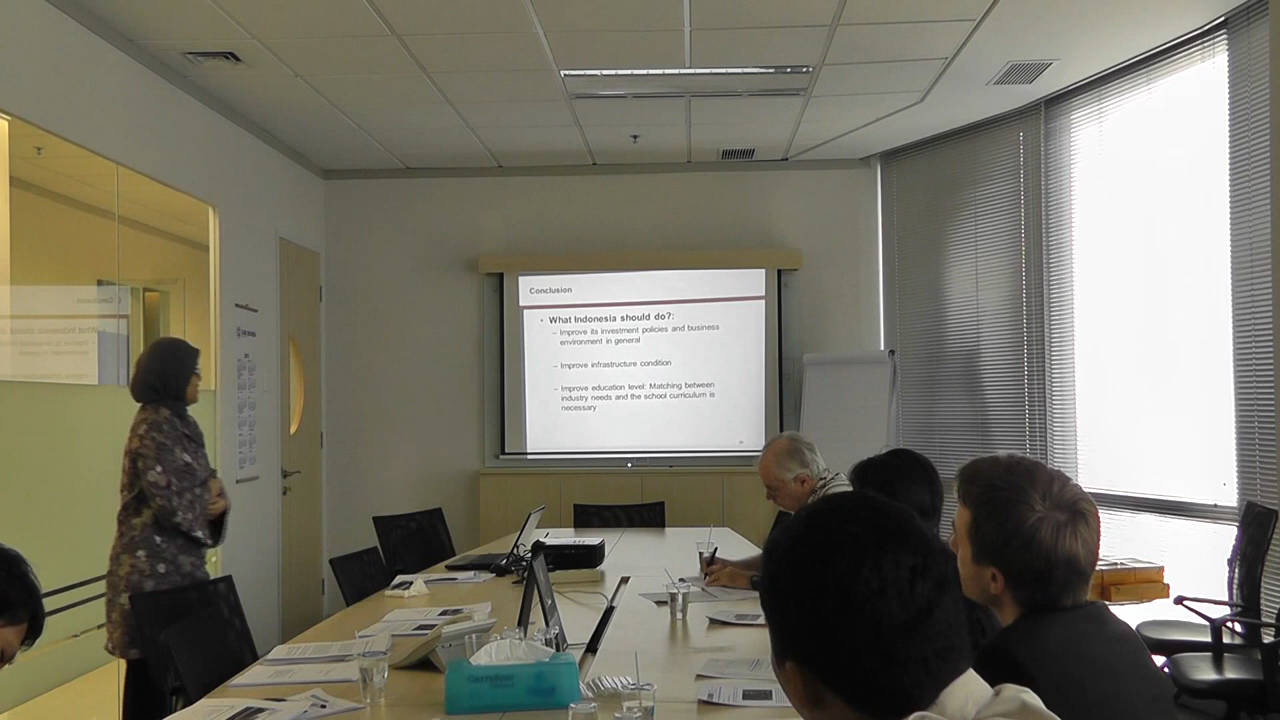 Conclusion
• What Indonesia should do?:
– Improve its investment policies and business
environment in general
– Improve infrastructure condition
– Improve education level: Matching between
industry needs and the school curriculum is
necessary
Carrefour